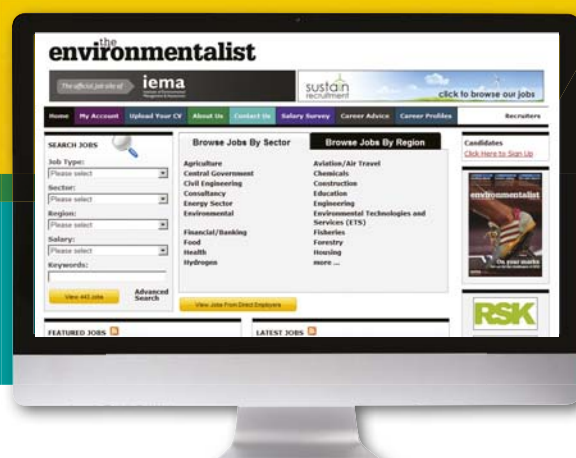 the
environmentalist
The official job site of
iema
sustain
recruitment
click to browse our jobs
Home
My Account
Upload Your CV
About Us
Contact Us
Salary Survey
Career Advice
Career Profiles
Recruiters
SEARCH JOBS
Job Type:
Please select
Sector:
Please select
Region:
Please select
Salary:
Please select
Keywords:
View 442 jobs
Advanced
Search
Browse Jobs By Sector
Browse Jobs By Region
Agriculture
Central Government
Civil Engineering
Consultancy
Energy Sector
Environmental
Financial/Banking
Food
Health
Hydrogen
Aviation/Air Travel
Chemicals
Construction
Education
Engineering
Environmental Technologies and
Services (ETS)
Fisheries
Forestry
Housing
more ...
View Jobs From Direct Employers
FEATURED JOBS
LATEST JOBS
Candidates
Click Here to Sign Up
environmentalist
On your marks
RSK